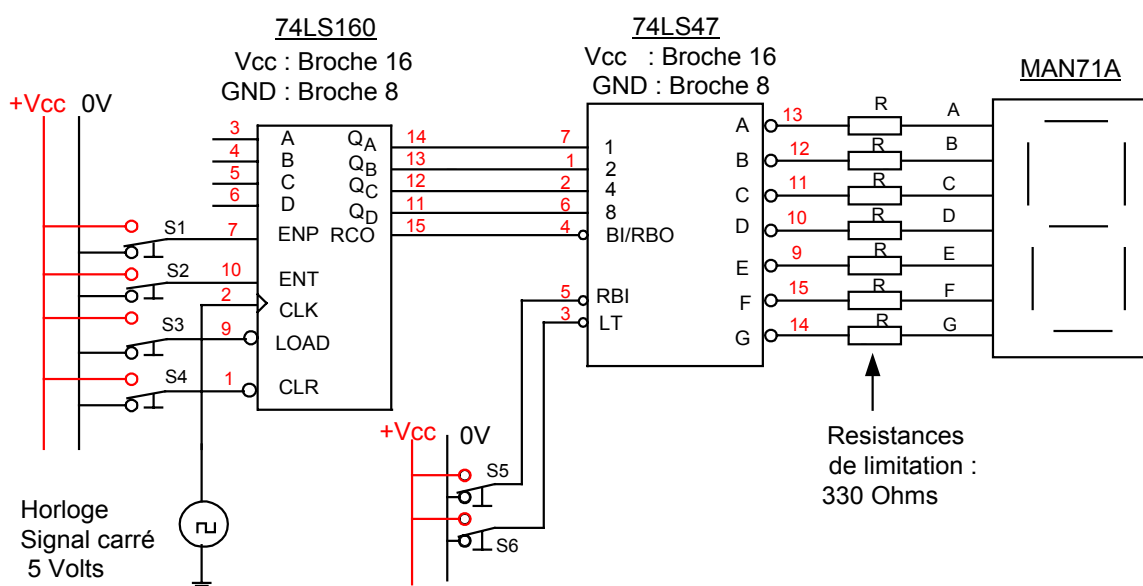 74LS160
Vcc : Broche 16
GND : Broche 8
74LS47
Vcc : Broche 16
GND : Broche 8
MAN71A
+Vcc 0V
3 A QA 14 7 1
4 B QB 13 1 2
5 C QC 12 2 4
6 D QD 11 6 8
S1 7 ENP RCO 15 4 BI/RBO
S2 10 ENT
2 CLK
S3 9 LOAD
S4 1 CLR
5 RBI
3 LT
A 13 R A
B 12 R B
C 11 R C
D 10 R D
E 9 R E
F 15 R F
G 14 R G
+Vcc 0V
S5
S6
Resistances
de limitation :
330 Ohms
Horloge
Signal carré
5 Volts